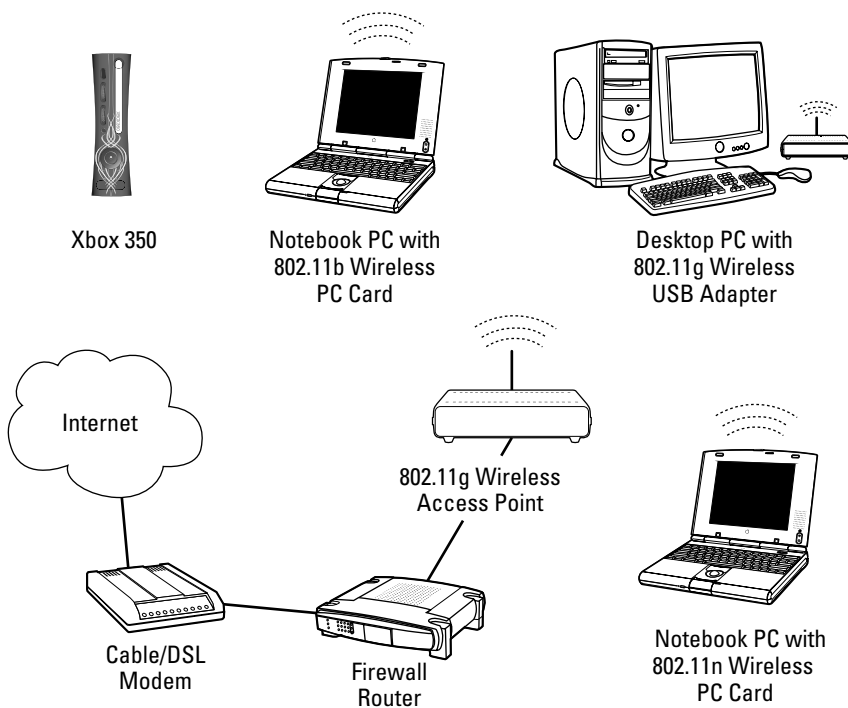 Xbox 350
Notebook PC with
802.11b Wireless
PC Card
Desktop PC with
802.11g Wireless
USB Adapter
Internet
802.11g Wireless
Access Point
Cable/DSL
Modem
Firewall
Router
Notebook PC with
802.11n Wireless
PC Card